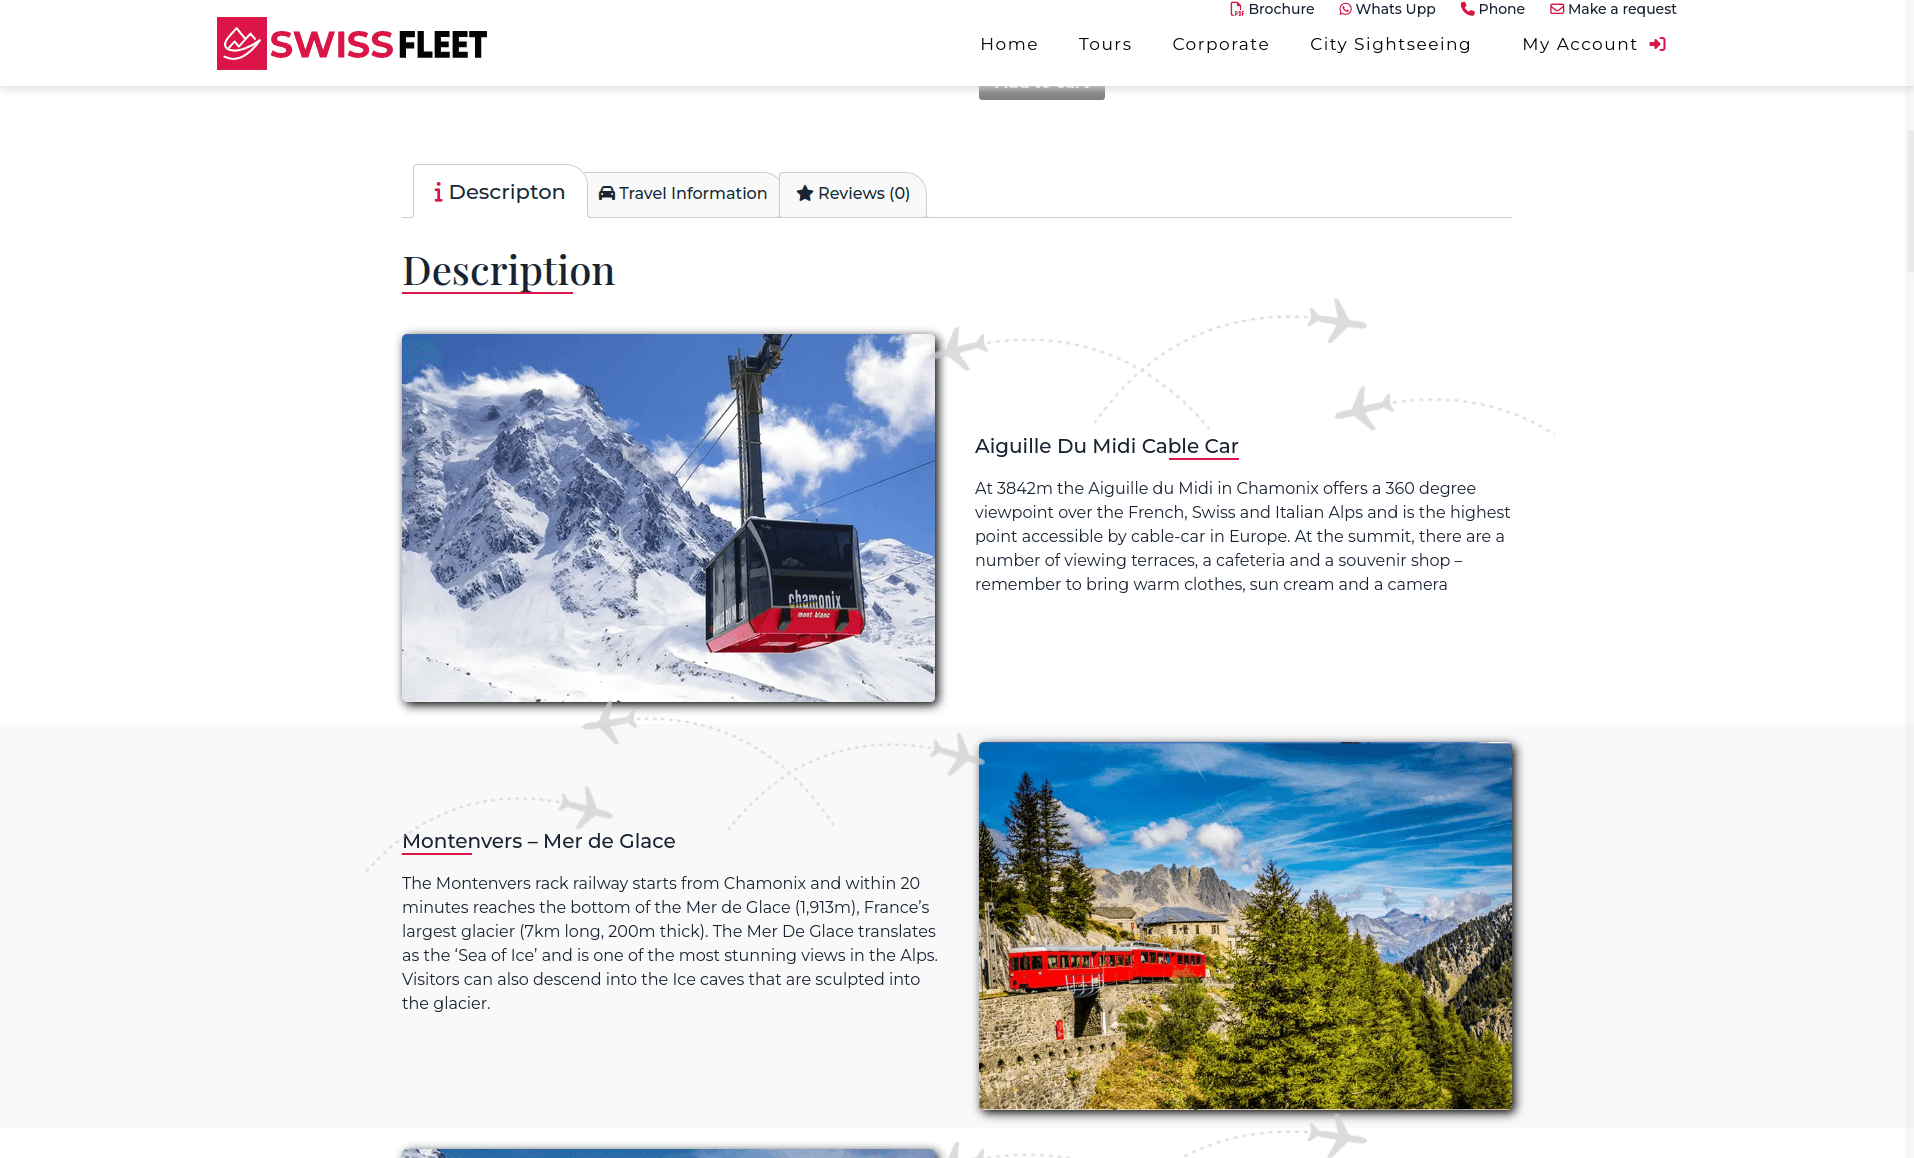 Brochure Whats Upp Phone Make a request
SWISS FLEET
Home Tours Corporate City Sightseeing My Account
Descripton Travel Information Reviews (0)
Description
chamonix
mont blanc
Aiguille Du Midi Cable Car
At 3842m the Aiguille du Midi in Chamonix offers a 360 degree
viewpoint over the French, Swiss and Italian Alps and is the highest
point accessible by cable-car in Europe. At the summit, there are a
number of viewing terraces, a cafeteria and a souvenir shop –
remember to bring warm clothes, sun cream and a camera
Montenvers – Mer de Glace
The Montenvers rack railway starts from Chamonix and within 20
minutes reaches the bottom of the Mer de Glace (1,913m), France’s
largest glacier (7km long, 200m thick). The Mer De Glace translates
as the ‘Sea of Ice’ and is one of the most stunning views in the Alps.
Visitors can also descend into the Ice caves that are sculpted into
the glacier.